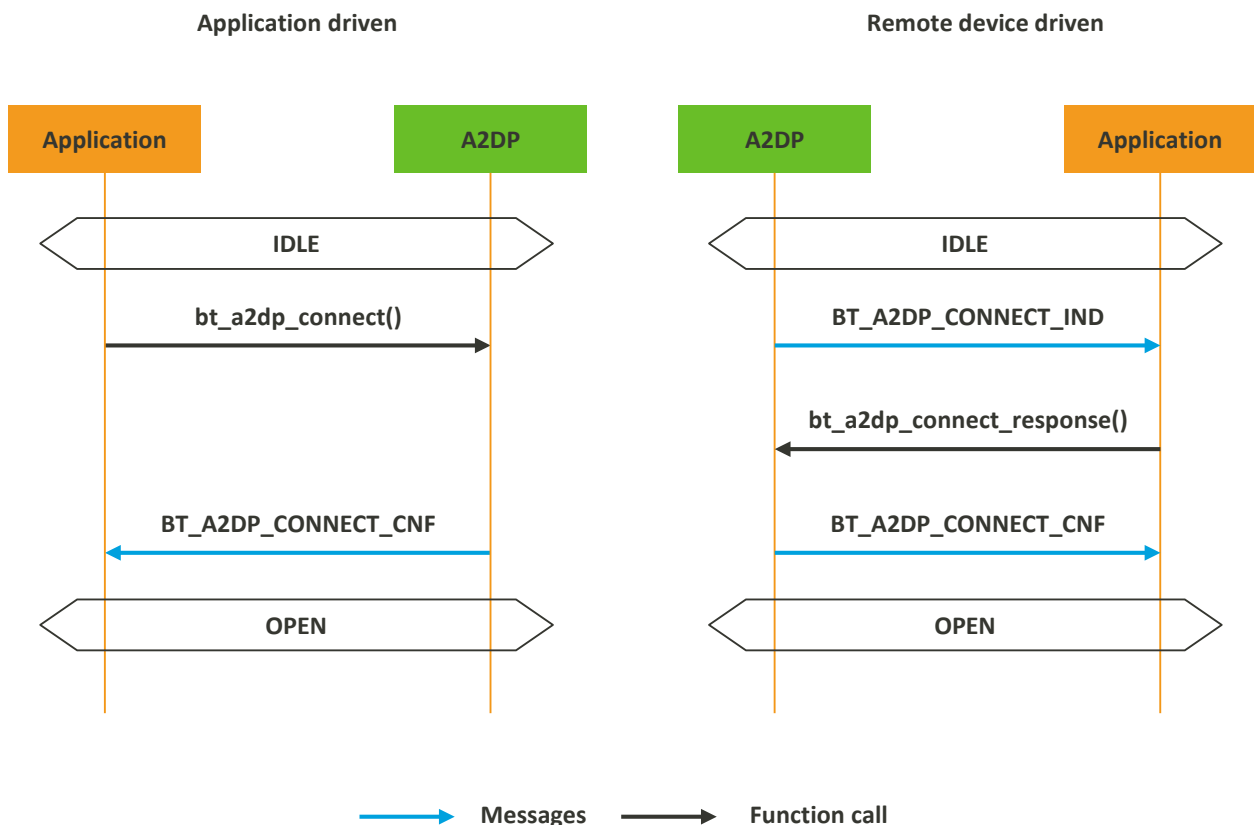 Application driven
Remote device driven
Application
A2DP
A2DP
Application
IDLE
IDLE
bt_a2dp_connect()
BT_A2DP_CONNECT_IND
bt_a2dp_connect_response()
BT_A2DP_CONNECT_CNF
BT_A2DP_CONNECT_CNF
OPEN
OPEN
Messages
Function call